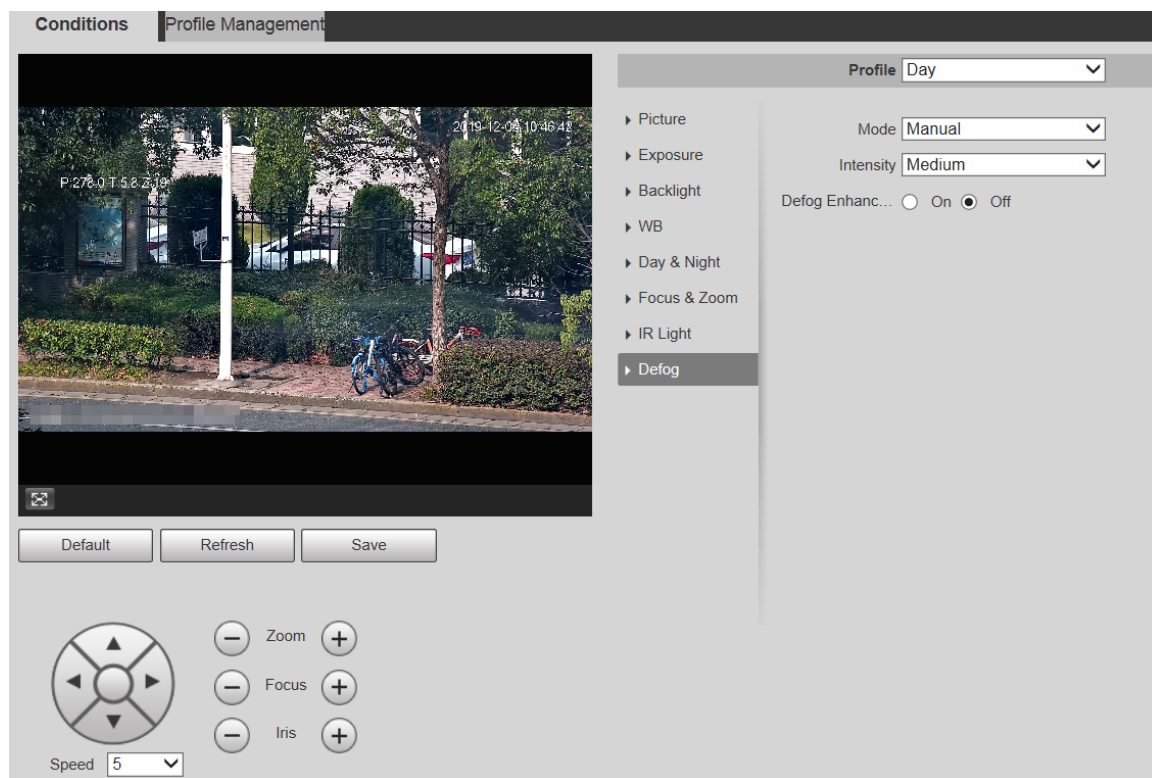 Conditions Profile Management
Profile Day
2019-12-06 10:46:42
P:278.0 T:5.8 Z:19
Picture
Exposure
Backlight
WB
Day & Night
Focus & Zoom
IR Light
Defog
Mode Manual
Intensity Medium
Defog Enhanc... On Off
Default Refresh Save
Zoom
Focus
Iris
Speed 5